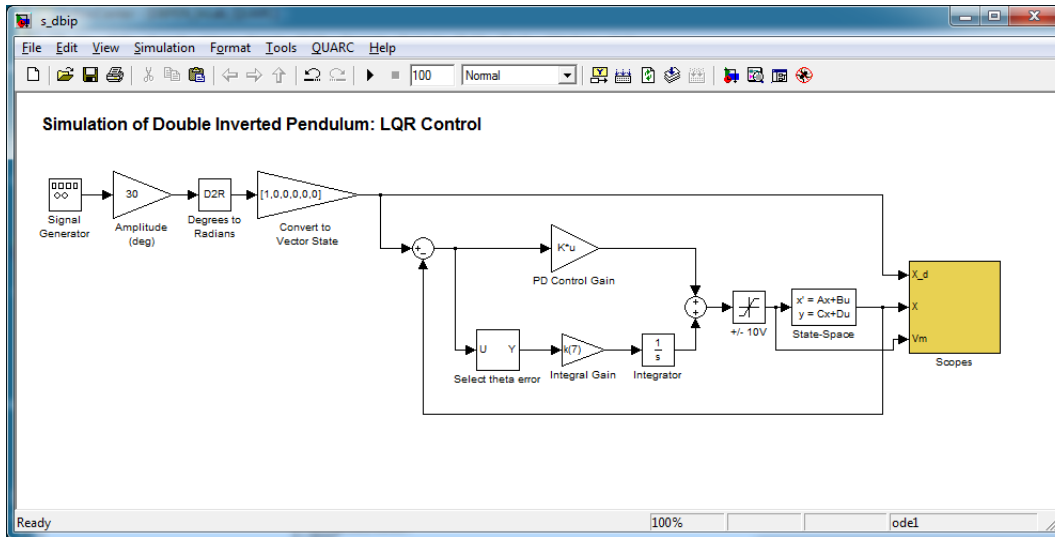 s_dbip
File Edit View Simulation Format Tools QUARC Help
100 Normal
Simulation of Double Inverted Pendulum: LQR Control
Signal
Generator
30
Amplitude
(deg)
D2R
Degrees to
Radians
[1,0,0,0,0,0]
Convert to
Vector State
+
-
K*u
PD Control Gain
U Y
Select theta error
k(7)
Integral Gain
1
s
Integrator
+
+
+/- 10V
x' = Ax+Bu
y = Cx+Du
State-Space
X_d
X
Vm
Scopes
Ready 100% ode1